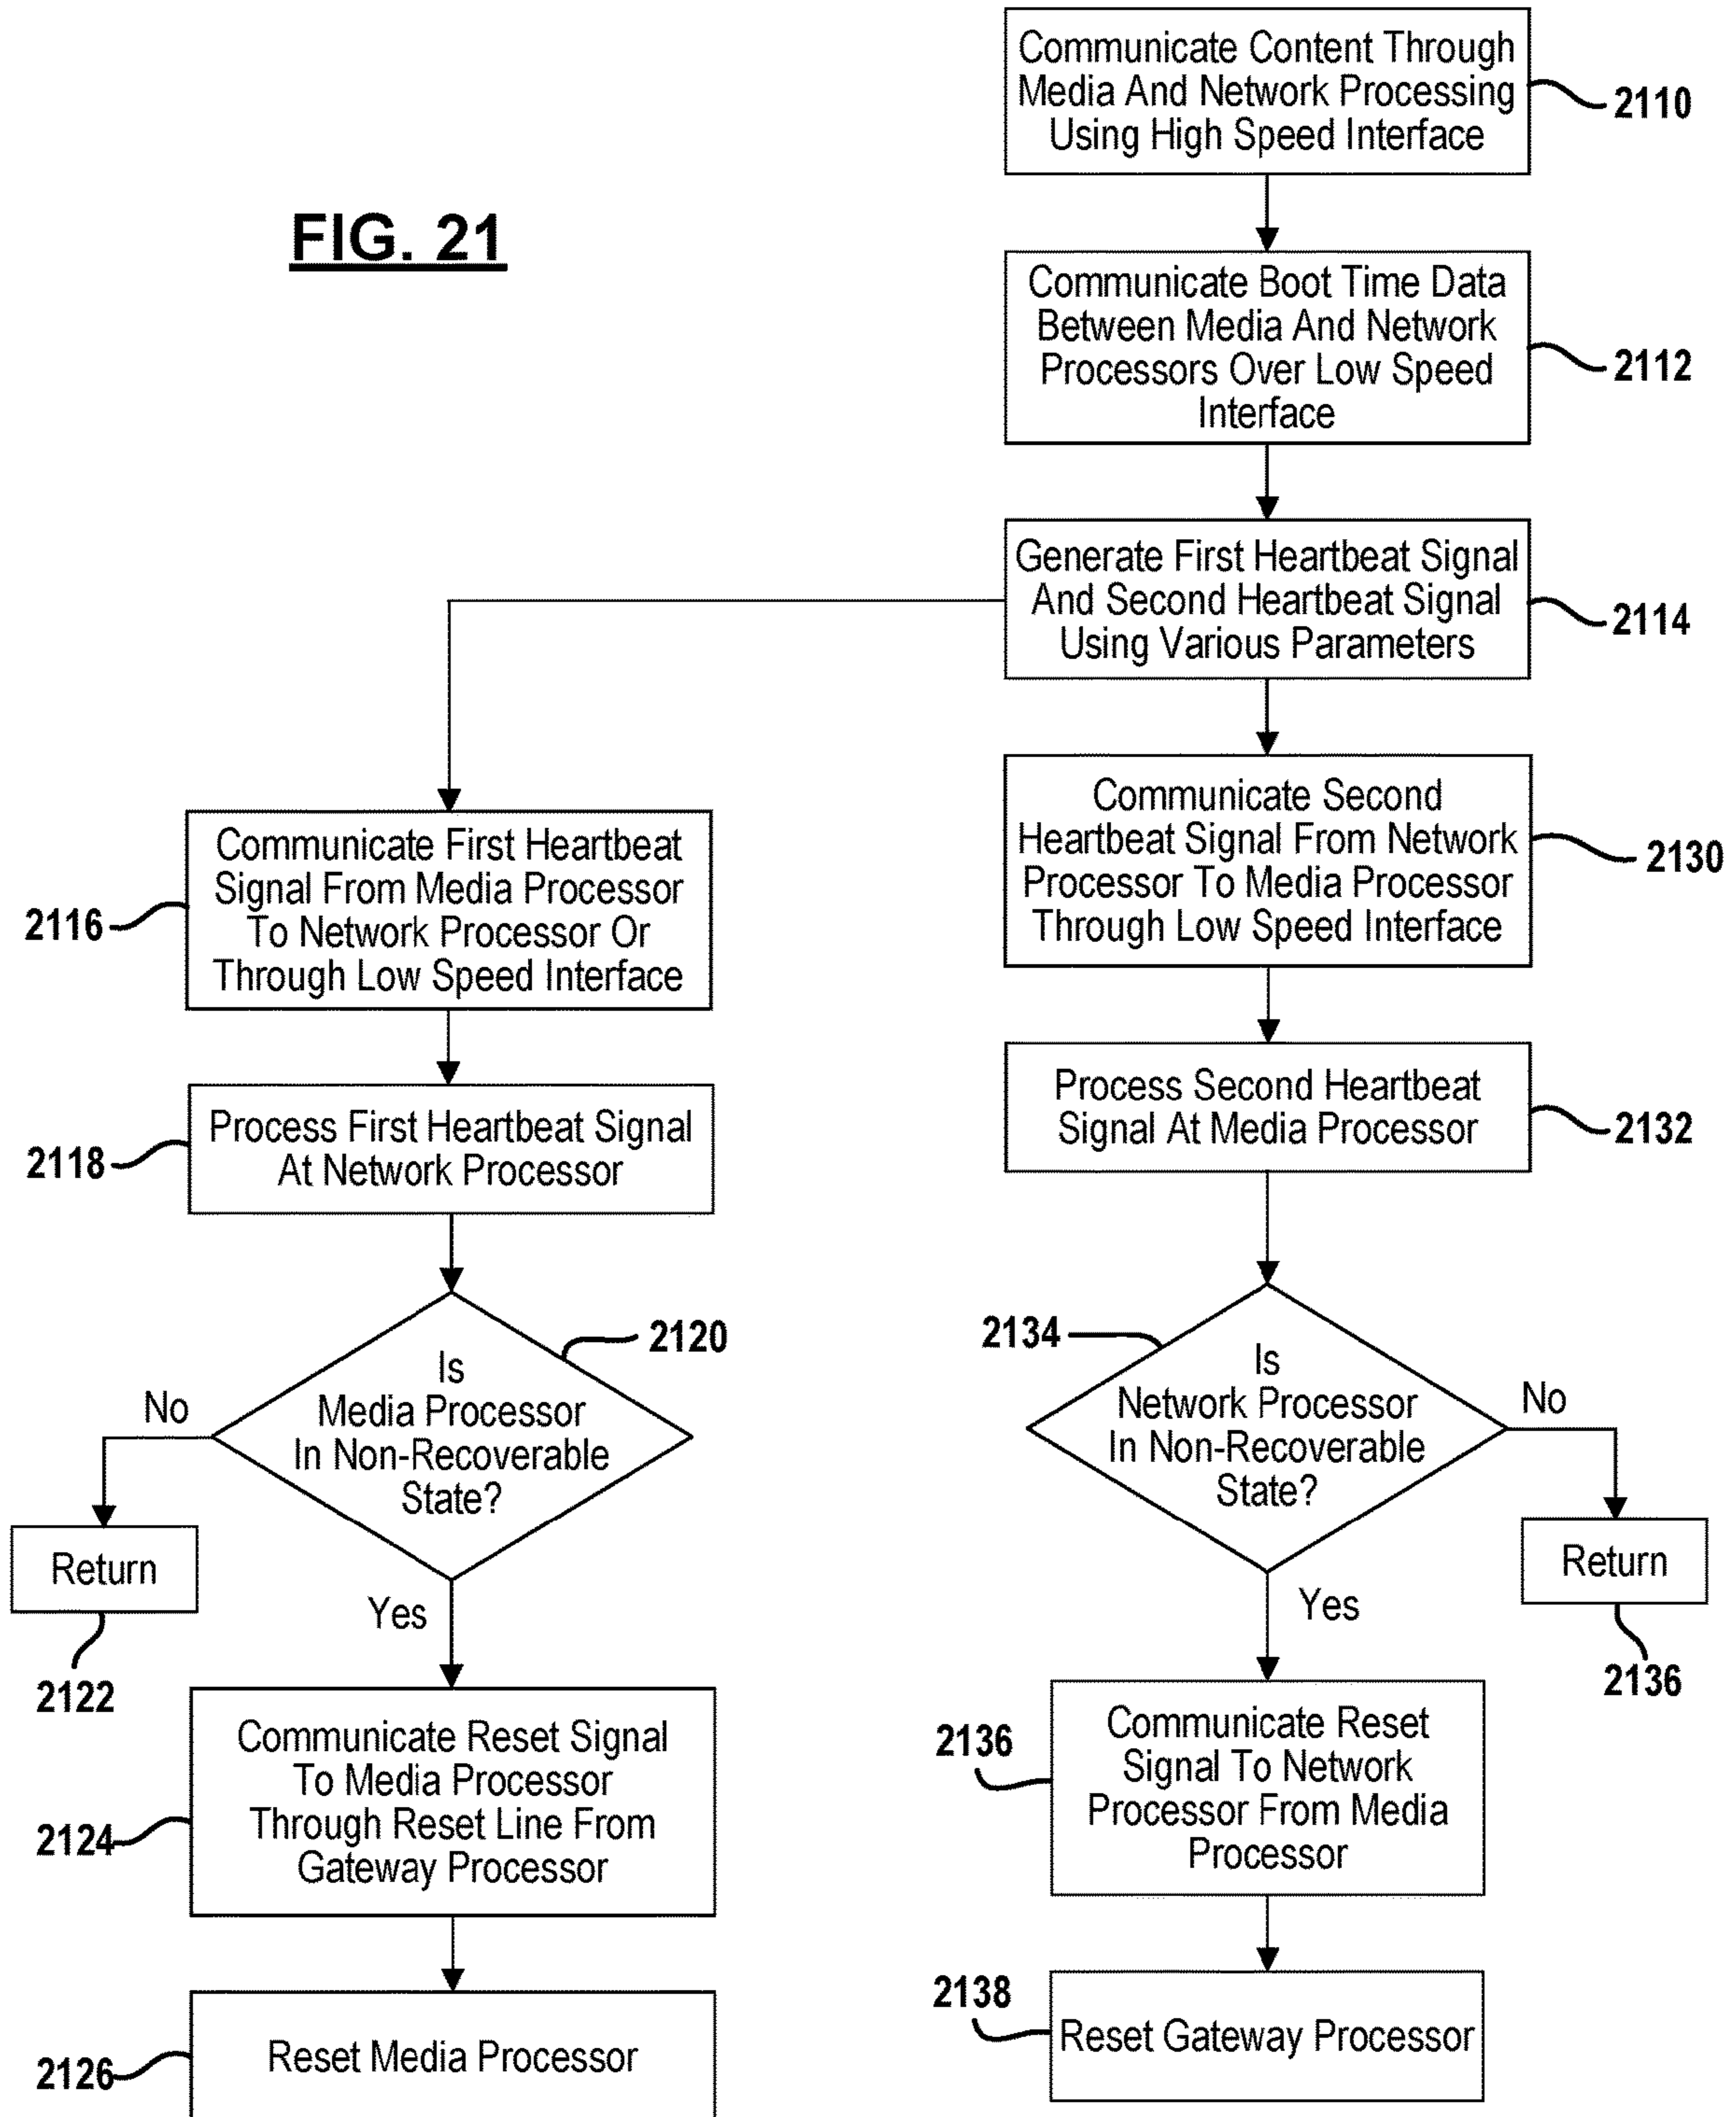 FIG. 21
Communicate Content Through
Media And Network Processing
Using High Speed Interface
2110
Communicate Boot Time Data
Between Media And Network
Processors Over Low Speed
Interface
2112
Generate First Heartbeat Signal
And Second Heartbeat Signal
Using Various Parameters
2114
Communicate First Heartbeat
Signal From Media Processor
To Network Processor Or
Through Low Speed Interface
2116
Process First Heartbeat Signal
At Network Processor
2118
Is
Media Processor
In Non-Recoverable
State?
2120
No
Return
2122
Yes
Communicate Reset Signal
To Media Processor
Through Reset Line From
Gateway Processor
2124
Reset Media Processor
2126
Communicate Second
Heartbeat Signal From Network
Processor To Media Processor
Through Low Speed Interface
2130
Process Second Heartbeat
Signal At Media Processor
2132
2134
Is
Network Processor
In Non-Recoverable
State?
No
Return
2136
Yes
2136
Communicate Reset
Signal To Network
Processor From Media
Processor
2138
Reset Gateway Processor